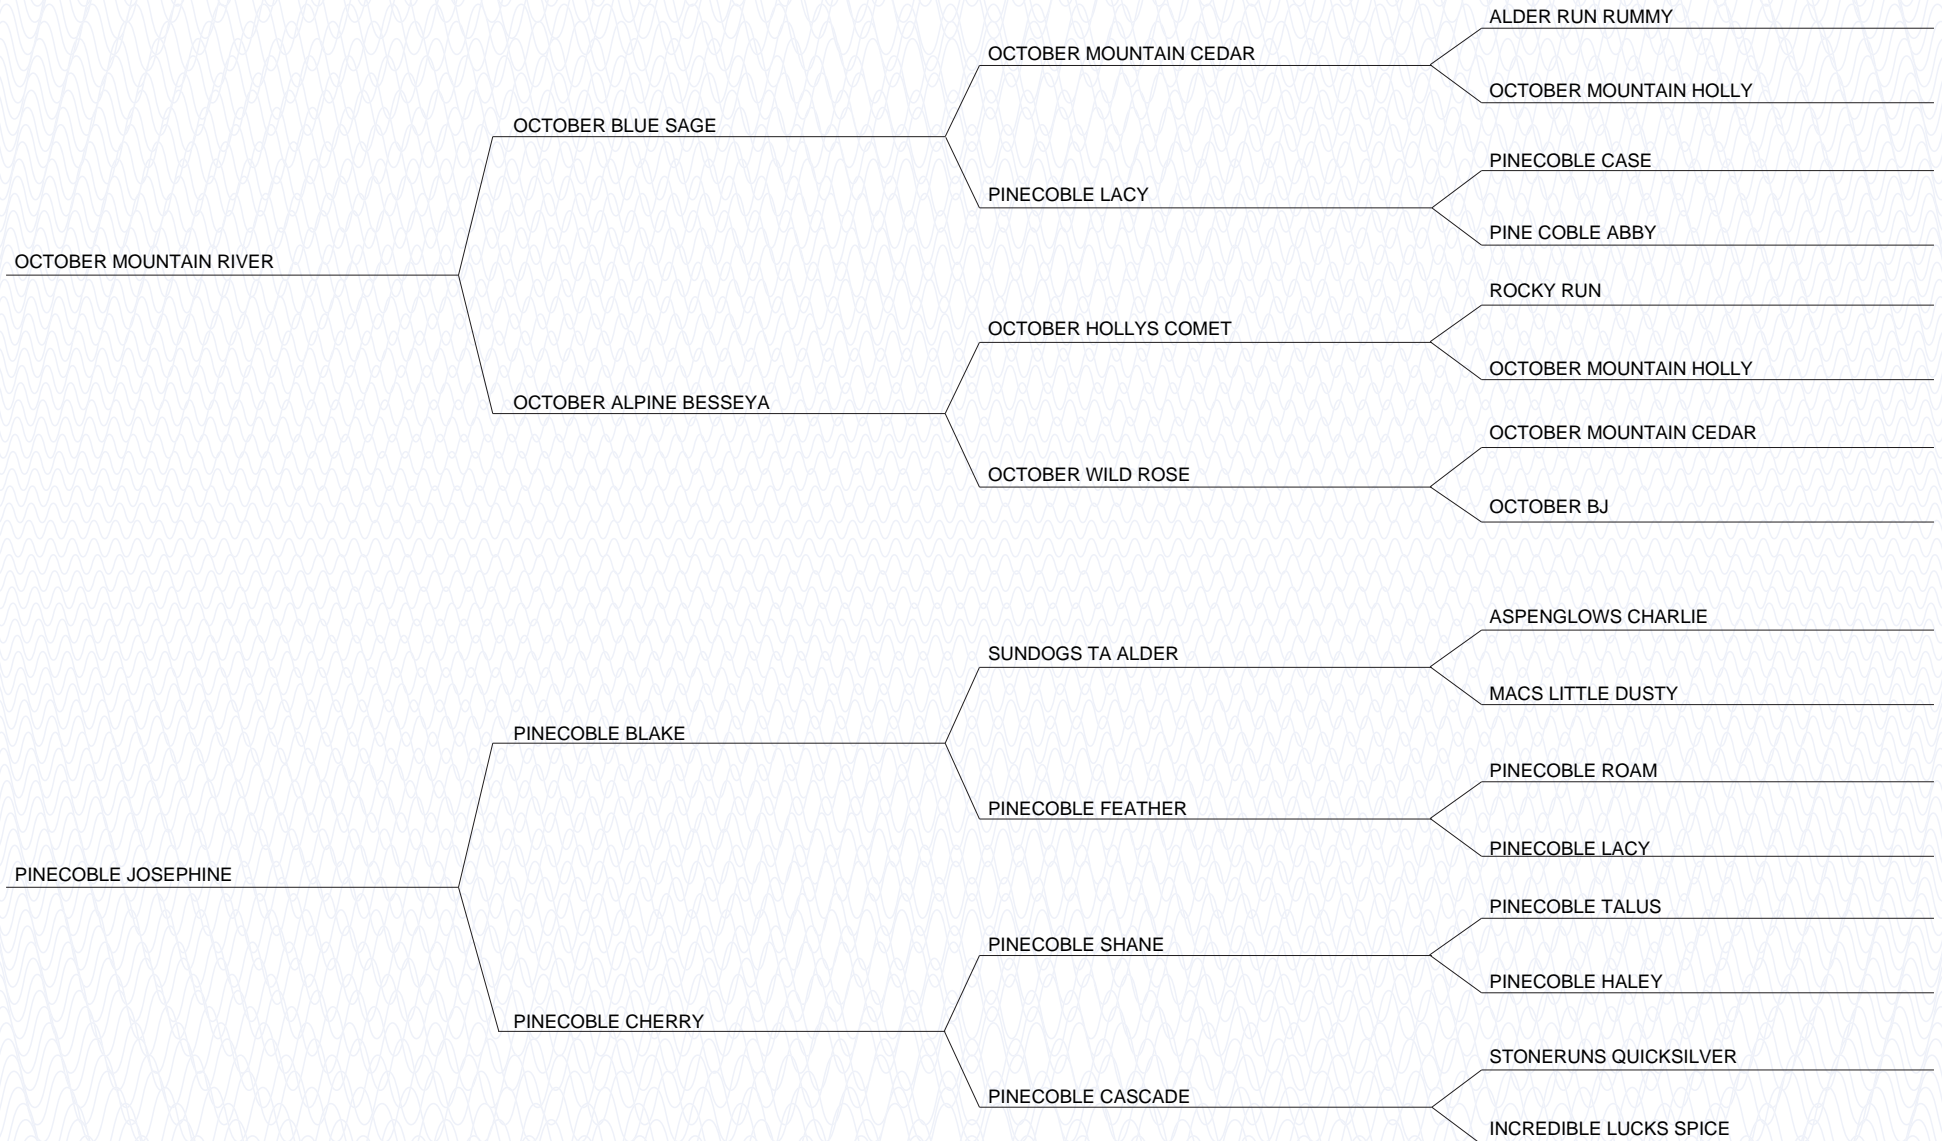 ALDER RUN RUMMY
OCTOBER MOUNTAIN CEDAR
OCTOBER MOUNTAIN HOLLY
OCTOBER BLUE SAGE
PINECOBLE CASE
PINECOBLE LACY
PINE COBLE ABBY
OCTOBER MOUNTAIN RIVER
ROCKY RUN
OCTOBER HOLLYS COMET
OCTOBER MOUNTAIN HOLLY
OCTOBER ALPINE BESSEYA
OCTOBER MOUNTAIN CEDAR
OCTOBER WILD ROSE
OCTOBER BJ
ASPENGLOWS CHARLIE
SUNDOGS TA ALDER
MACS LITTLE DUSTY
PINECOBLE BLAKE
PINECOBLE ROAM
PINECOBLE FEATHER
PINECOBLE LACY
PINECOBLE JOSEPHINE
PINECOBLE TALUS
PINECOBLE SHANE
PINECOBLE HALEY
PINECOBLE CHERRY
STONERUNS QUICKSILVER
PINECOBLE CASCADE
INCREDIBLE LUCKS SPICE